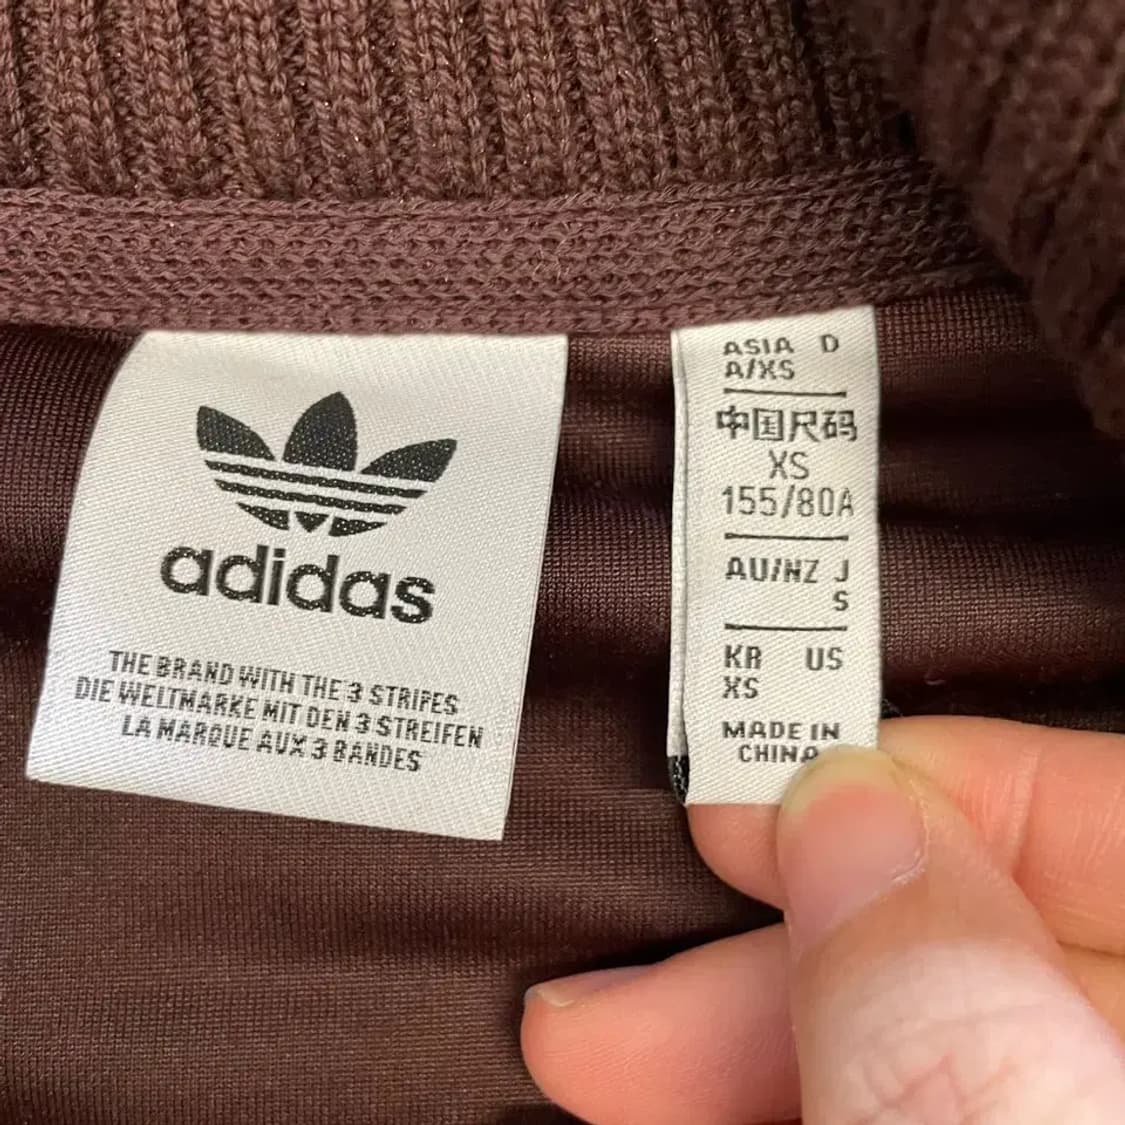 adidas
THE BRAND WITH THE 3 STRIPES
DIE WELTMARKE MIT DEN 3 STREIFEN
LA MARQUE AUX 3 BANDES
ASIA D
A/XS
中国尺码
XS
155/80A
AU/NZ J
S
KR US
XS
MADE IN
CHINA